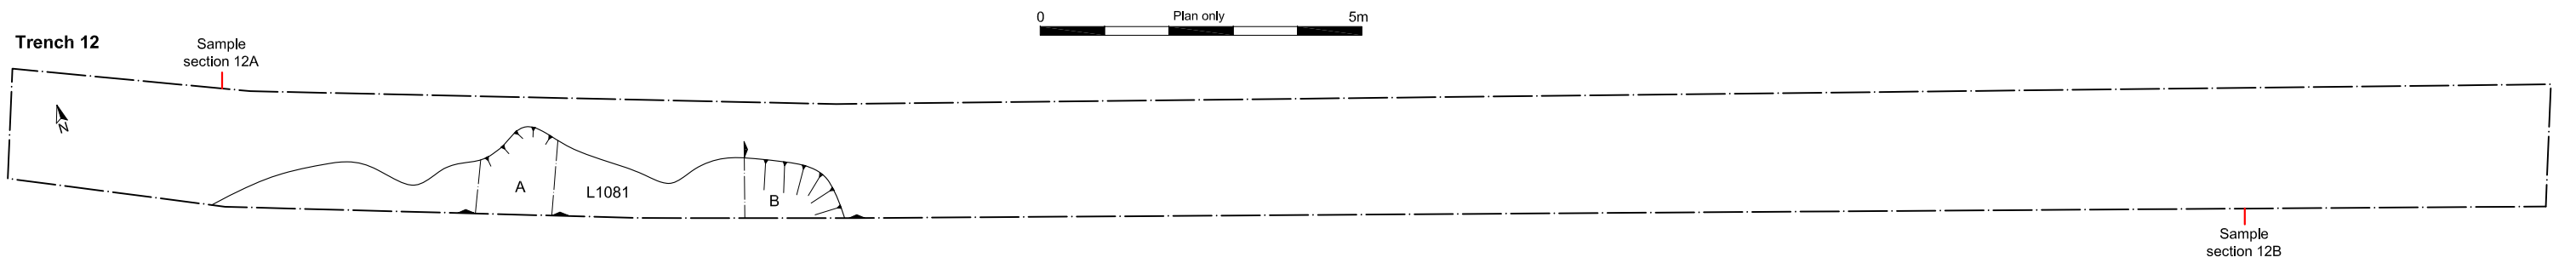 0 Plan only 5m
Trench 12
Sample
section 12A
N
A
L1081
B
Sample
section 12B